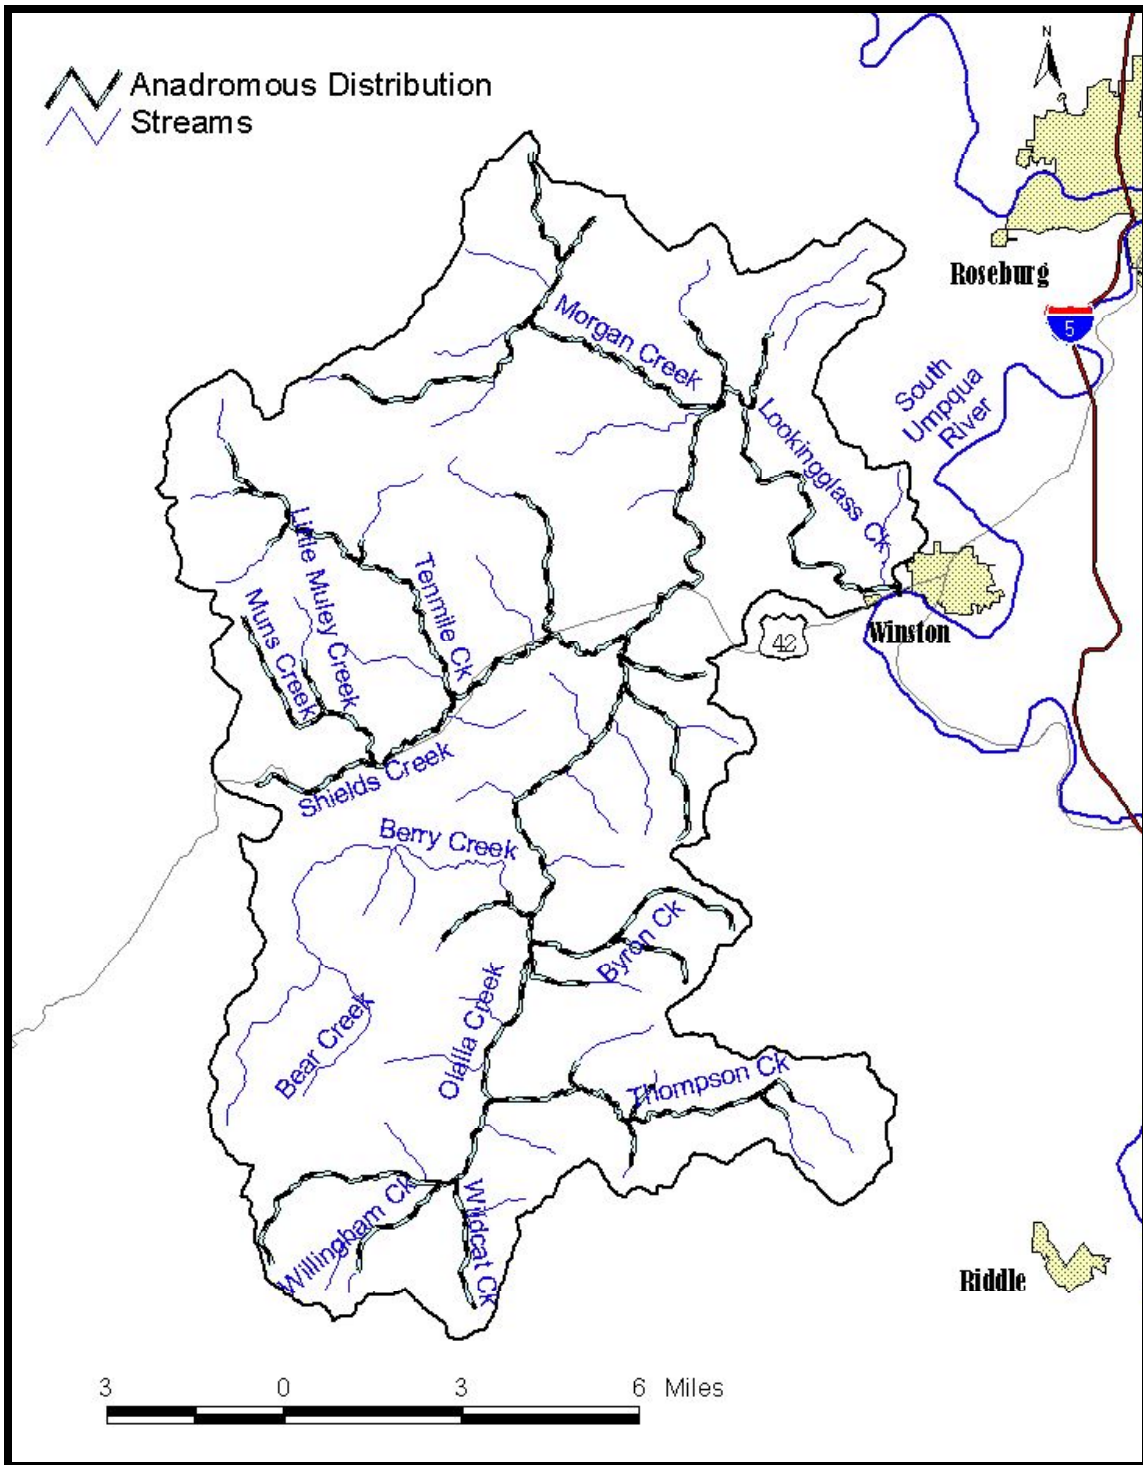 N
Anadromous Distribution
Streams
Roseburg
5
Morgan Creek
South
Umpqua
River
Lookingglass Ck
Little Muley Creek
Tenmile Ck
Muns Creek
Winston
42
Shields Creek
Berry Creek
Byron Ck
Olalla Creek
Bear Creek
Thompson Ck
Willingham Ck
Wildcat Ck
Riddle
3 0 3 6 Miles